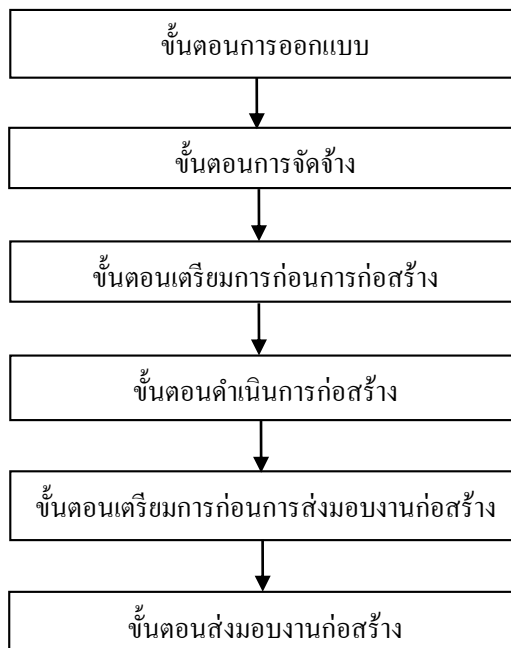 ขั้นตอนการออกแบบ
ขั้นตอนการจัดจ้าง
ขั้นตอนเตรียมการก่อนการก่อสร้าง
ขั้นตอนดำเนินการก่อสร้าง
ขั้นตอนเตรียมการก่อนการส่งมอบงานก่อสร้าง
ขั้นตอนส่งมอบงานก่อสร้าง